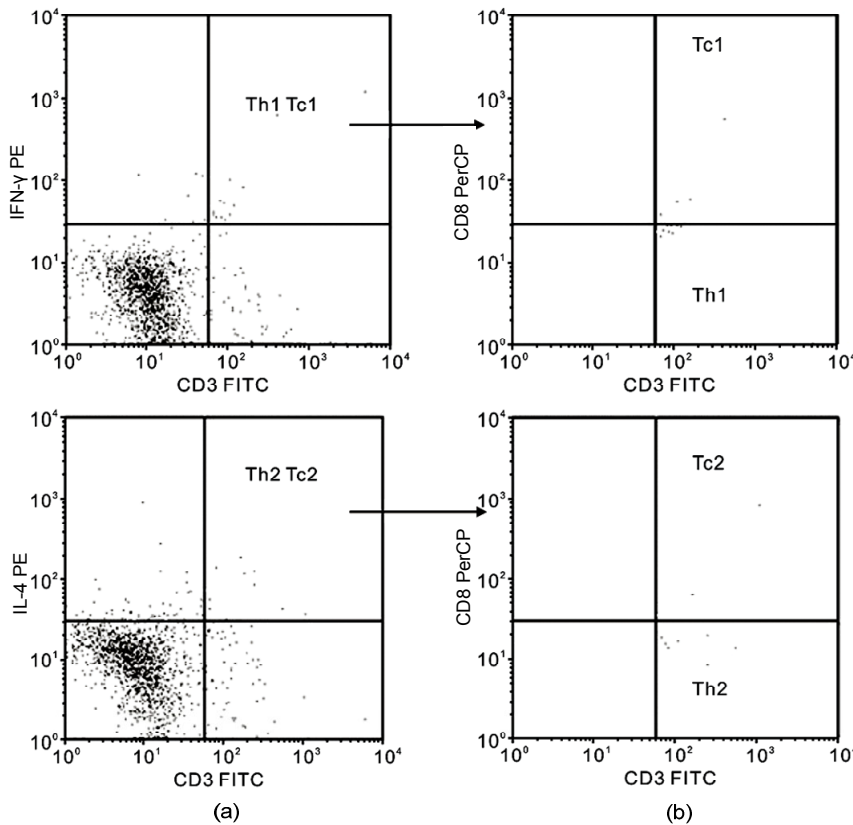 10⁴ 10³ 10² 10¹ 10⁰
IFN-γ PE
Th1 Tc1
10⁰ 10¹ 10² 10³ 10⁴
CD3 FITC
10⁴ 10³ 10² 10¹ 10⁰
CD8 PerCP
Tc1
Th1
10⁰ 10¹ 10² 10³ 10⁴
CD3 FITC
10⁴ 10³ 10² 10¹ 10⁰
IL-4 PE
Th2 Tc2
10⁰ 10¹ 10² 10³ 10⁴
CD3 FITC
(a)
10⁴ 10³ 10² 10¹ 10⁰
CD8 PerCP
Tc2
Th2
10⁰ 10¹ 10² 10³ 10
CD3 FITC
(b)